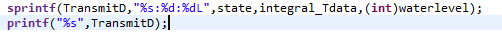 sprintf(TransmitD,"%s:%d:%dL",state,integral_Tdata,(int)waterlevel);
printf("%s",TransmitD);